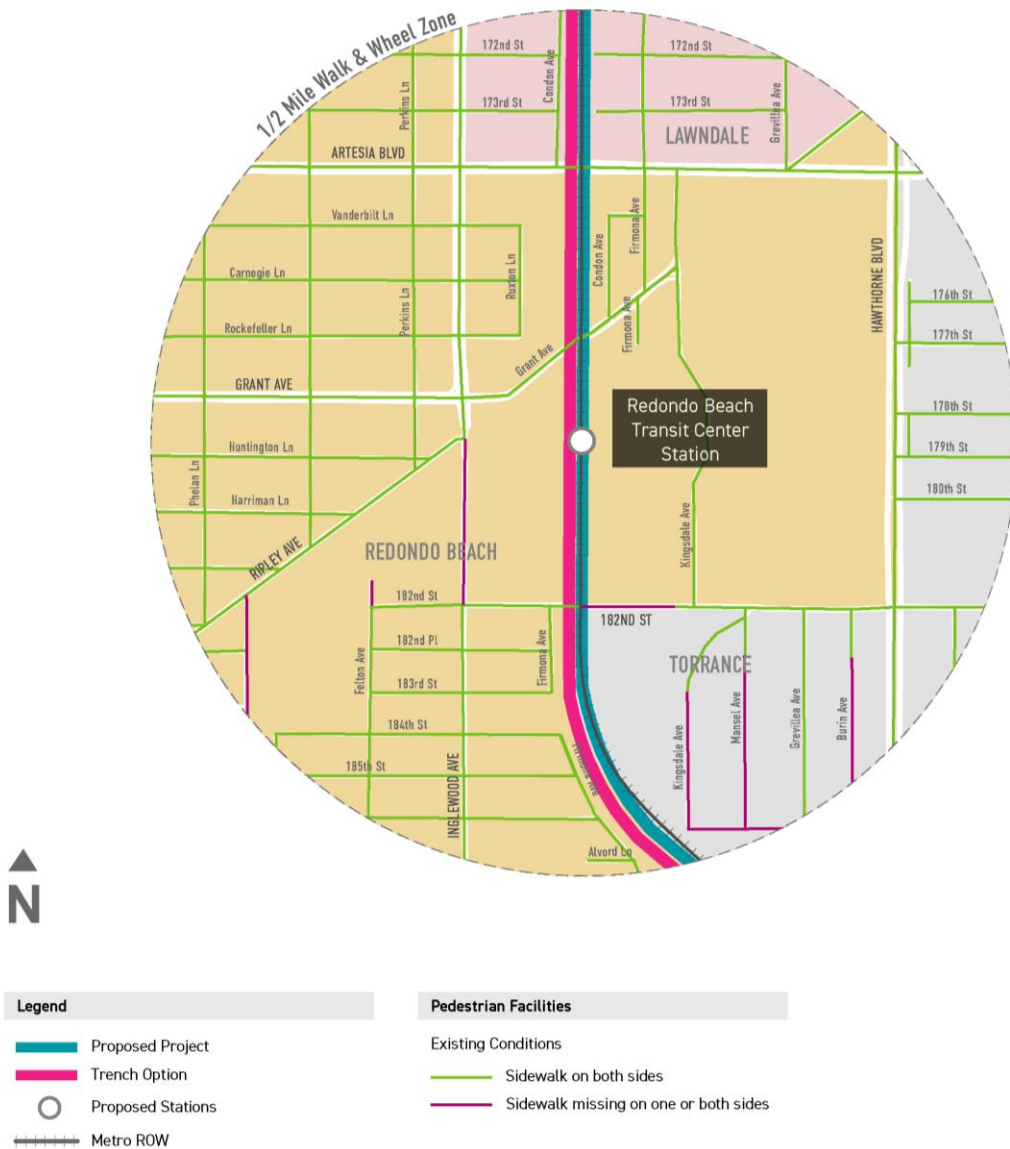 1/2 Mile Walk & Wheel Zone
172nd St
172nd St
Condon Ave
Perkins Ln
Grevillea Ave
173rd St
173rd St
LAWNDALE
ARTESIA BLVD
Vanderbilt Ln
Condon Ave
Firmona Ave
HAWTHORNE BLVD
Carnegie Ln
Ruxton Ln
176th St
Rockefeller Ln
Perkins Ln
Firmona Ave
177th St
Grant Ave
GRANT AVE
Redondo Beach
Transit Center
Station
178th St
Huntington Ln
179th St
Phelan Ln
Harriman Ln
180th St
Kingsdale Ave
RIPLEY AVE
REDONDO BEACH
182nd St
182ND ST
182nd Pl
Felton Ave
Firmona Ave
TORRANCE
183rd St
Kingsdale Ave
Mansel Ave
Grevillea Ave
Burin Ave
184th St
185th St
INGLEWOOD AVE
Firmona Ave
Alvord Ln
N
Legend
Proposed Project
Trench Option
Proposed Stations
Metro ROW
Pedestrian Facilities
Existing Conditions
Sidewalk on both sides
Sidewalk missing on one or both sides